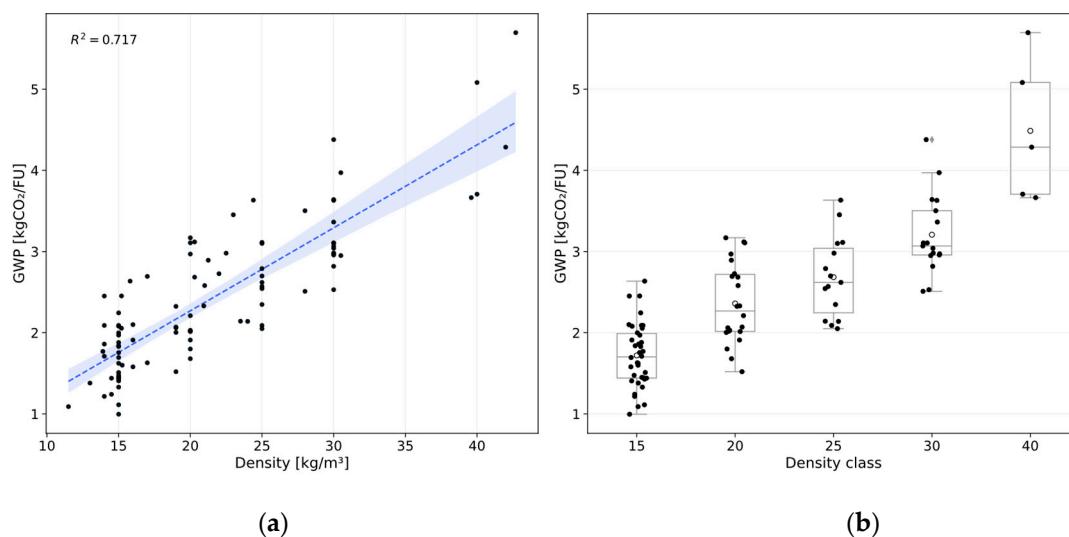 R² = 0.717
GWP [kgCO₂/FU]
5
4
3
2
1
10 15 20 25 30 35 40
Density [kg/m³]
(a)
GWP [kgCO₂/FU]
5
4
3
2
1
15 20 25 30 40
Density class
(b)